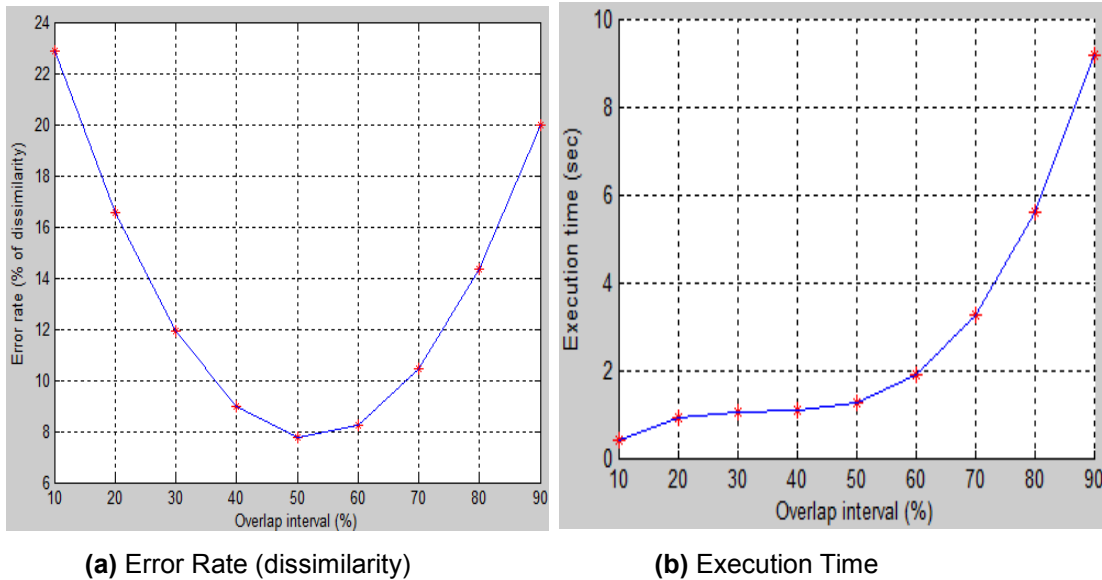 Error rate (% of dissimilarity)
24
22
20
18
16
14
12
10
8
6
10 20 30 40 50 60 70 80 90
Overlap interval (%)
(a) Error Rate (dissimilarity)
Execution time (sec)
10
8
6
4
2
0
10 20 30 40 50 60 70 80 90
Overlap interval (%)
(b) Execution Time